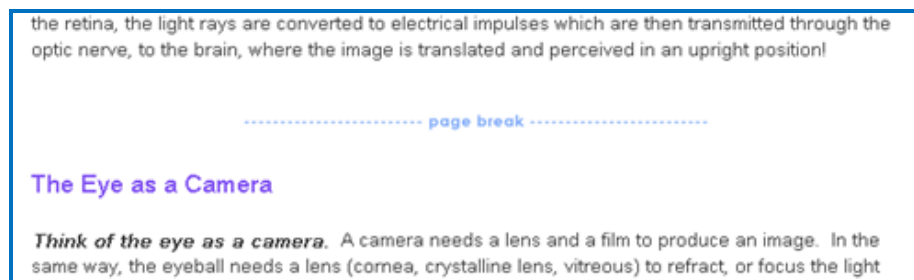 the retina, the light rays are converted to electrical impulses which are then transmitted through the
optic nerve, to the brain, where the image is translated and perceived in an upright position!
------------------------- page break -------------------------
The Eye as a Camera
Think of the eye as a camera. A camera needs a lens and a film to produce an image. In the
same way, the eyeball needs a lens (cornea, crystalline lens, vitreous) to refract, or focus the light